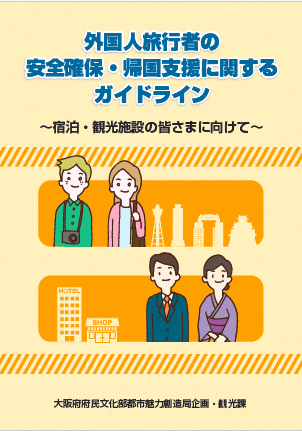 外国人旅行者の
安全確保・帰国支援に関する
ガイドライン
～宿泊・観光施設の皆さまに向けて～
HOTEL
SHOP
大阪府府民文化部都市魅力創造局企画・観光課